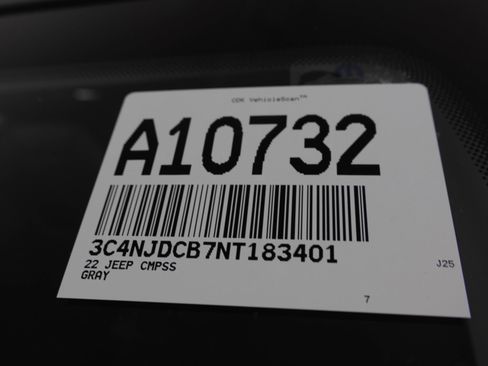 CDK VehicleScan™
A10732
3C4NJDCB7NT183401
22 JEEP CMPSS
J25
GRAY
7